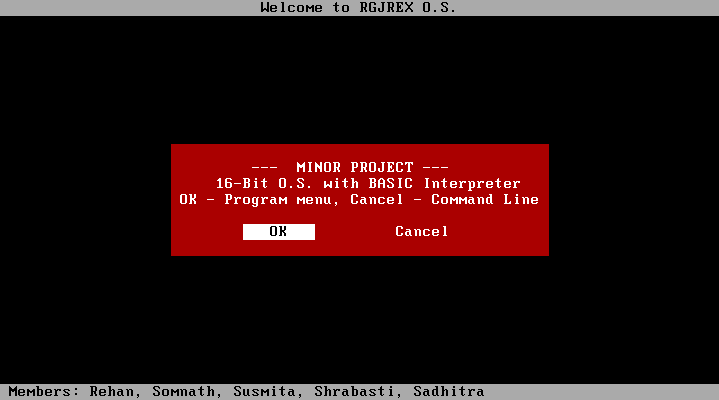 Welcome to RGJREX O.S.
--- MINOR PROJECT ---
16-Bit O.S. with BASIC Interpreter
OK - Program menu, Cancel - Command Line
OK Cancel
Members: Rehan, Somnath, Susmita, Shrabasti, Sadhitra